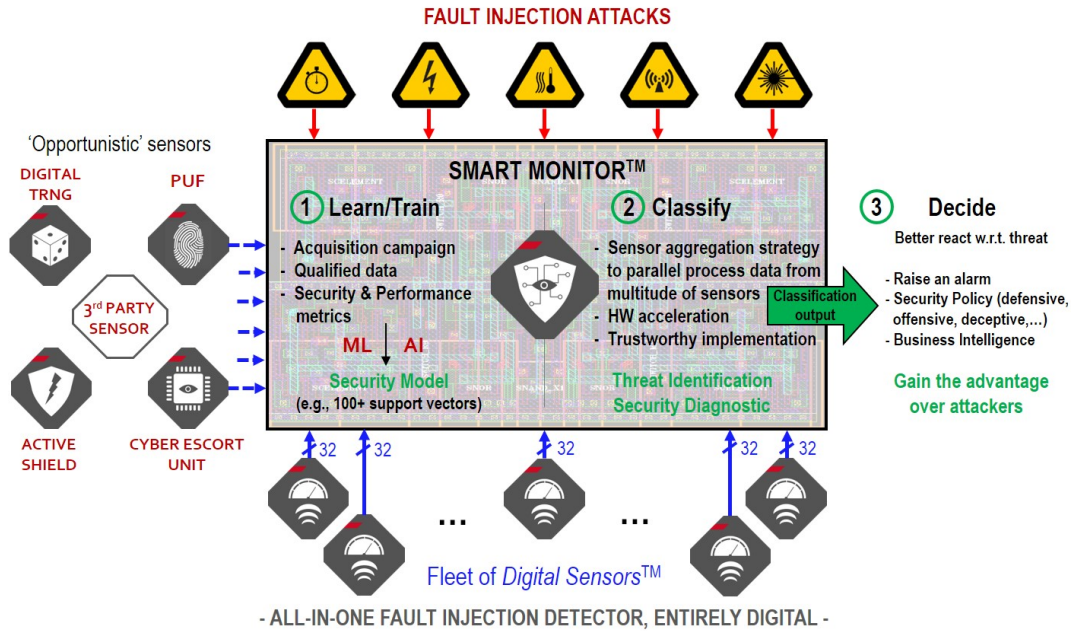 FAULT INJECTION ATTACKS
'Opportunistic' sensors
DIGITAL
TRNG
PUF
3rd PARTY
SENSOR
ACTIVE
SHIELD
CYBER ESCORT
UNIT
SMART MONITOR™
1 Learn/Train
- Acquisition campaign
- Qualified data
- Security & Performance
metrics
ML AI
Security Model
(e.g., 100+ support vectors)
2 Classify
- Sensor aggregation strategy
to parallel process data from
multitude of sensors
- HW acceleration
- Trustworthy implementation
Threat Identification
Security Diagnostic
Classification
output
3 Decide
Better react w.r.t. threat
- Raise an alarm
- Security Policy (defensive,
offensive, deceptive,...)
- Business Intelligence
Gain the advantage
over attackers
32
32
32
32
32
... ...
Fleet of Digital Sensors™
- ALL-IN-ONE FAULT INJECTION DETECTOR, ENTIRELY DIGITAL -